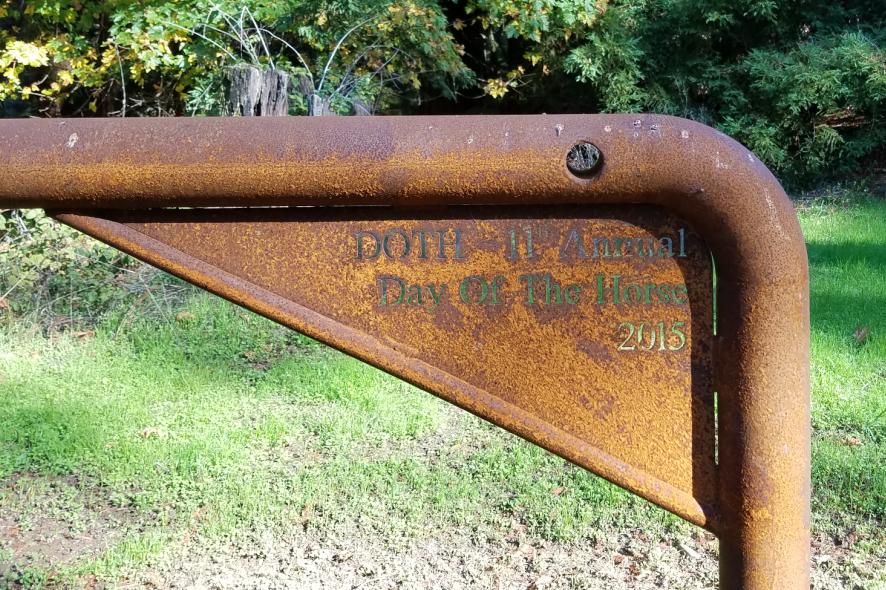 DOTH - 11th Annual
Day Of The Horse
2015